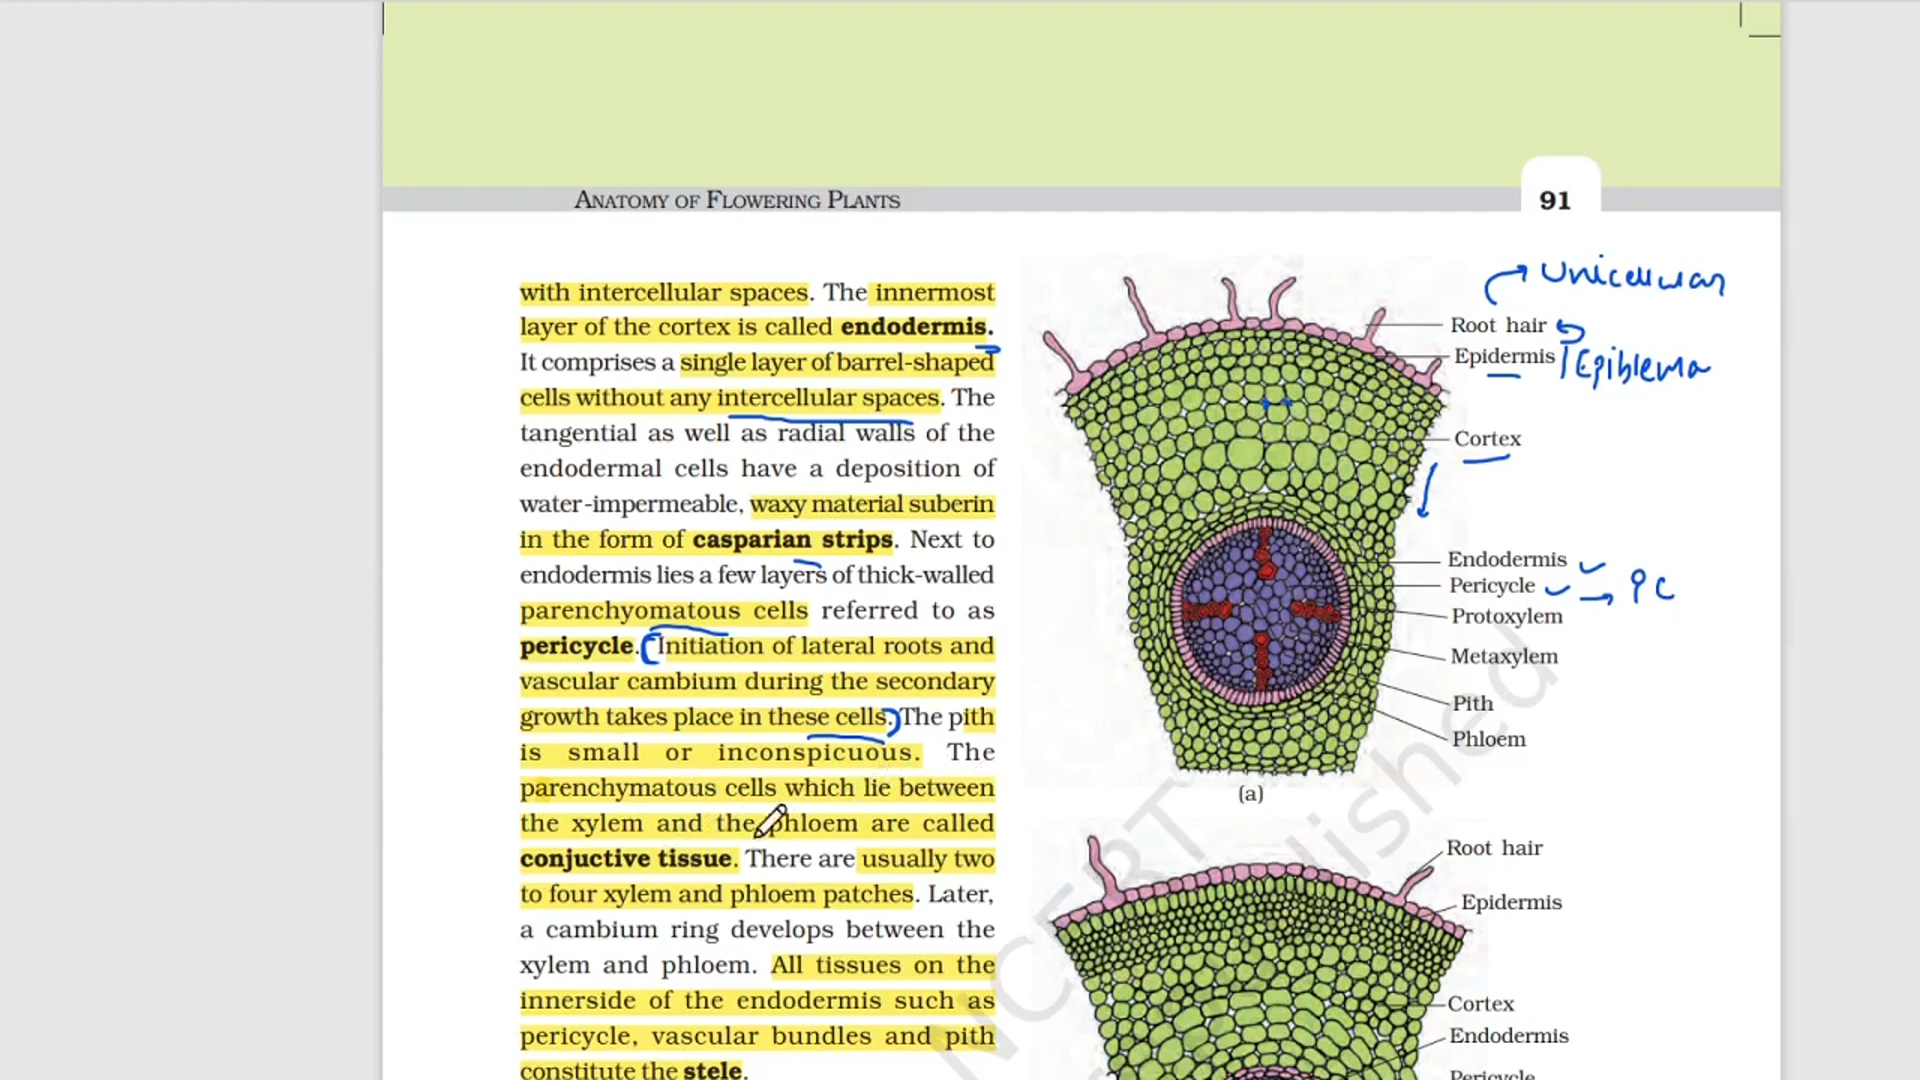 ANATOMY OF FLOWERING PLANTS
91
with intercellular spaces. The innermost
layer of the cortex is called endodermis.
It comprises a single layer of barrel-shaped
cells without any intercellular spaces. The
tangential as well as radial walls of the
endodermal cells have a deposition of
water-impermeable, waxy material suberin
in the form of casparian strips. Next to
endodermis lies a few layers of thick-walled
parenchyomatous cells referred to as
pericycle. (Initiation of lateral roots and
vascular cambium during the secondary
growth takes place in these cells.) The pith
is small or inconspicuous. The
parenchymatous cells which lie between
the xylem and the phloem are called
conjuctive tissue. There are usually two
to four xylem and phloem patches. Later,
a cambium ring develops between the
xylem and phloem. All tissues on the
innerside of the endodermis such as
pericycle, vascular bundles and pith
constitute the stele.
Unicellular
Root hair
Epidermis / Epiblema
Cortex
Endodermis
Pericycle → PC
Protoxylem
Metaxylem
Pith
Phloem
(a)
Root hair
Epidermis
Cortex
Endodermis
Pericycle
NCERT